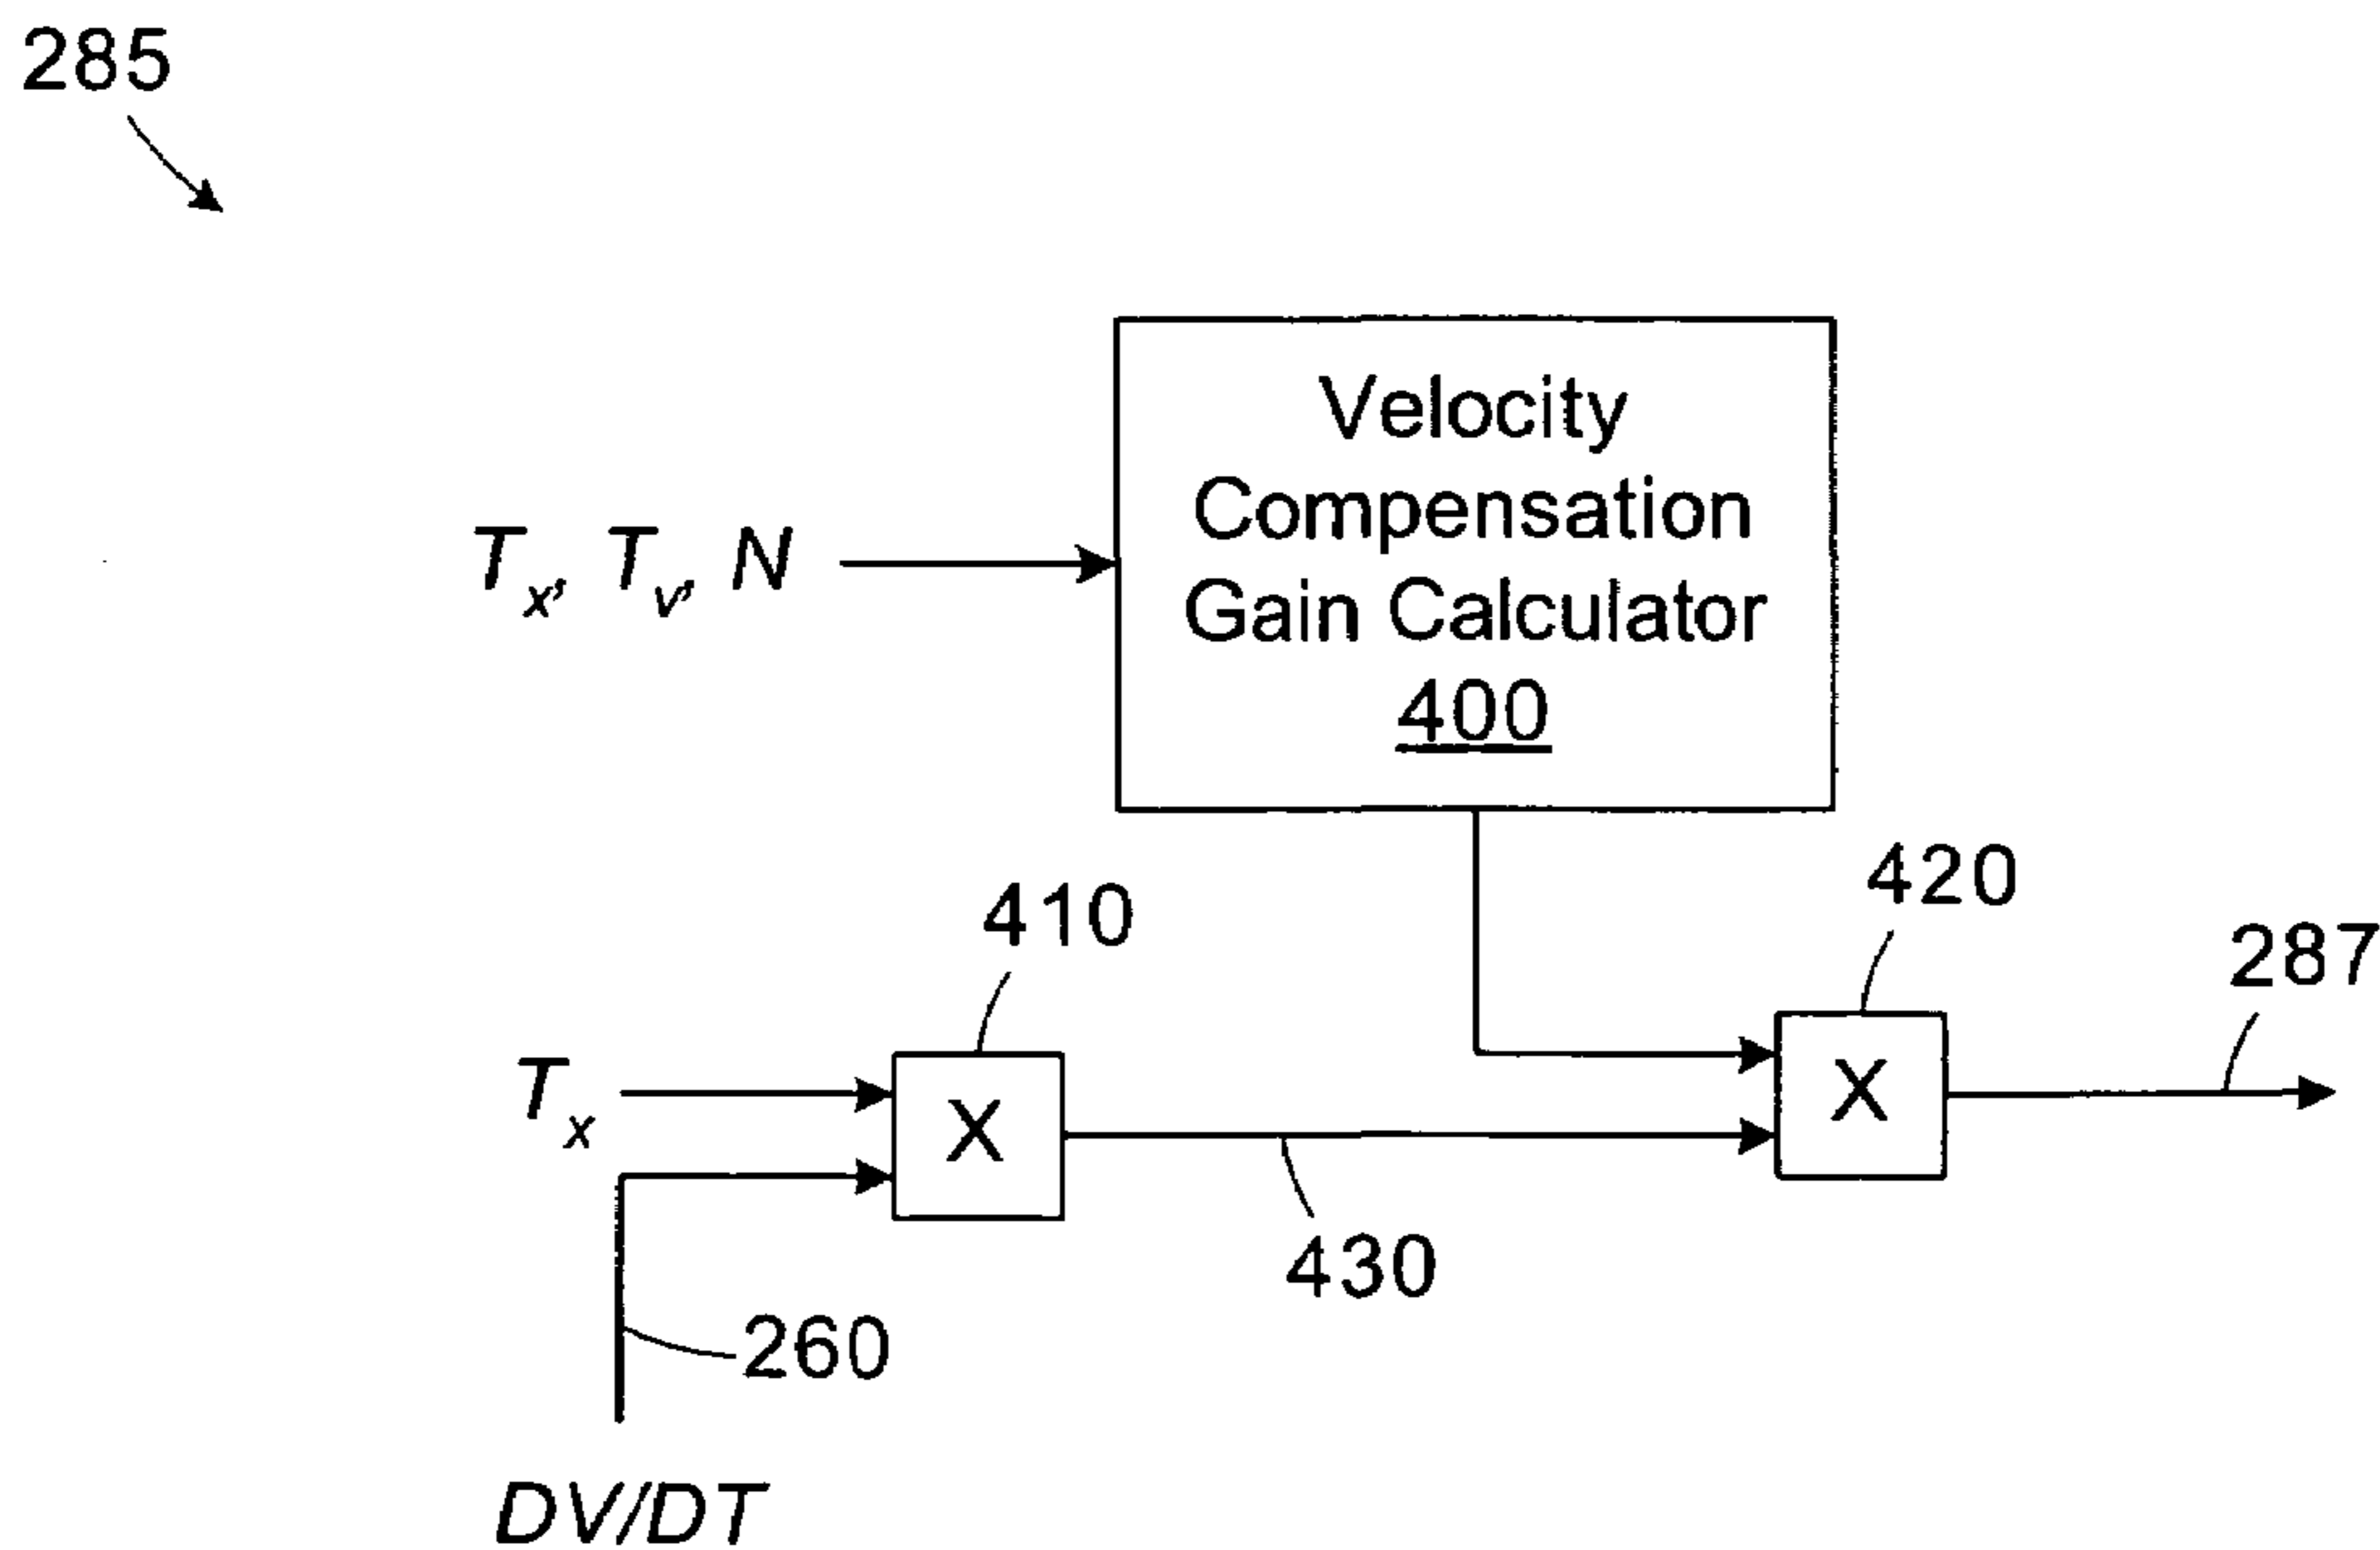 285
Velocity
Compensation
Gain Calculator
400
Tx, Tv, N
420
410
287
Tx
X
X
430
260
DV/DT